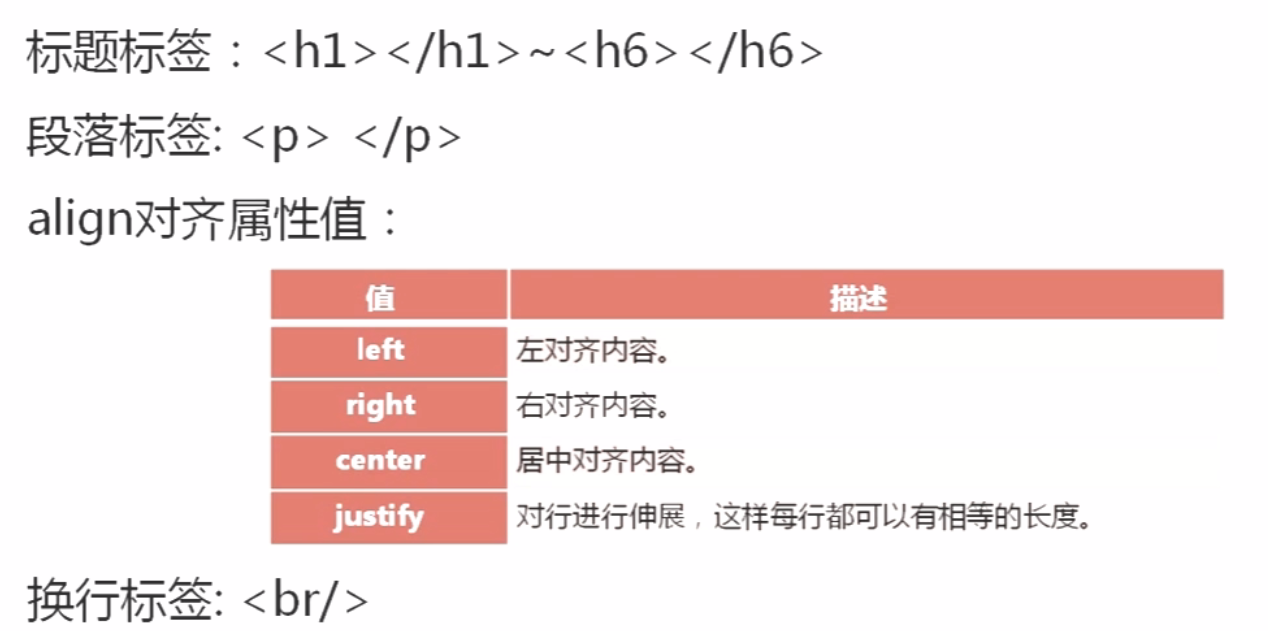 标题标签：<h1></h1>~<h6></h6>
段落标签: <p> </p>
align对齐属性值：
值 描述
left 左对齐内容。
right 右对齐内容。
center 居中对齐内容。
justify 对行进行伸展，这样每行都可以有相等的长度。
换行标签: <br/>